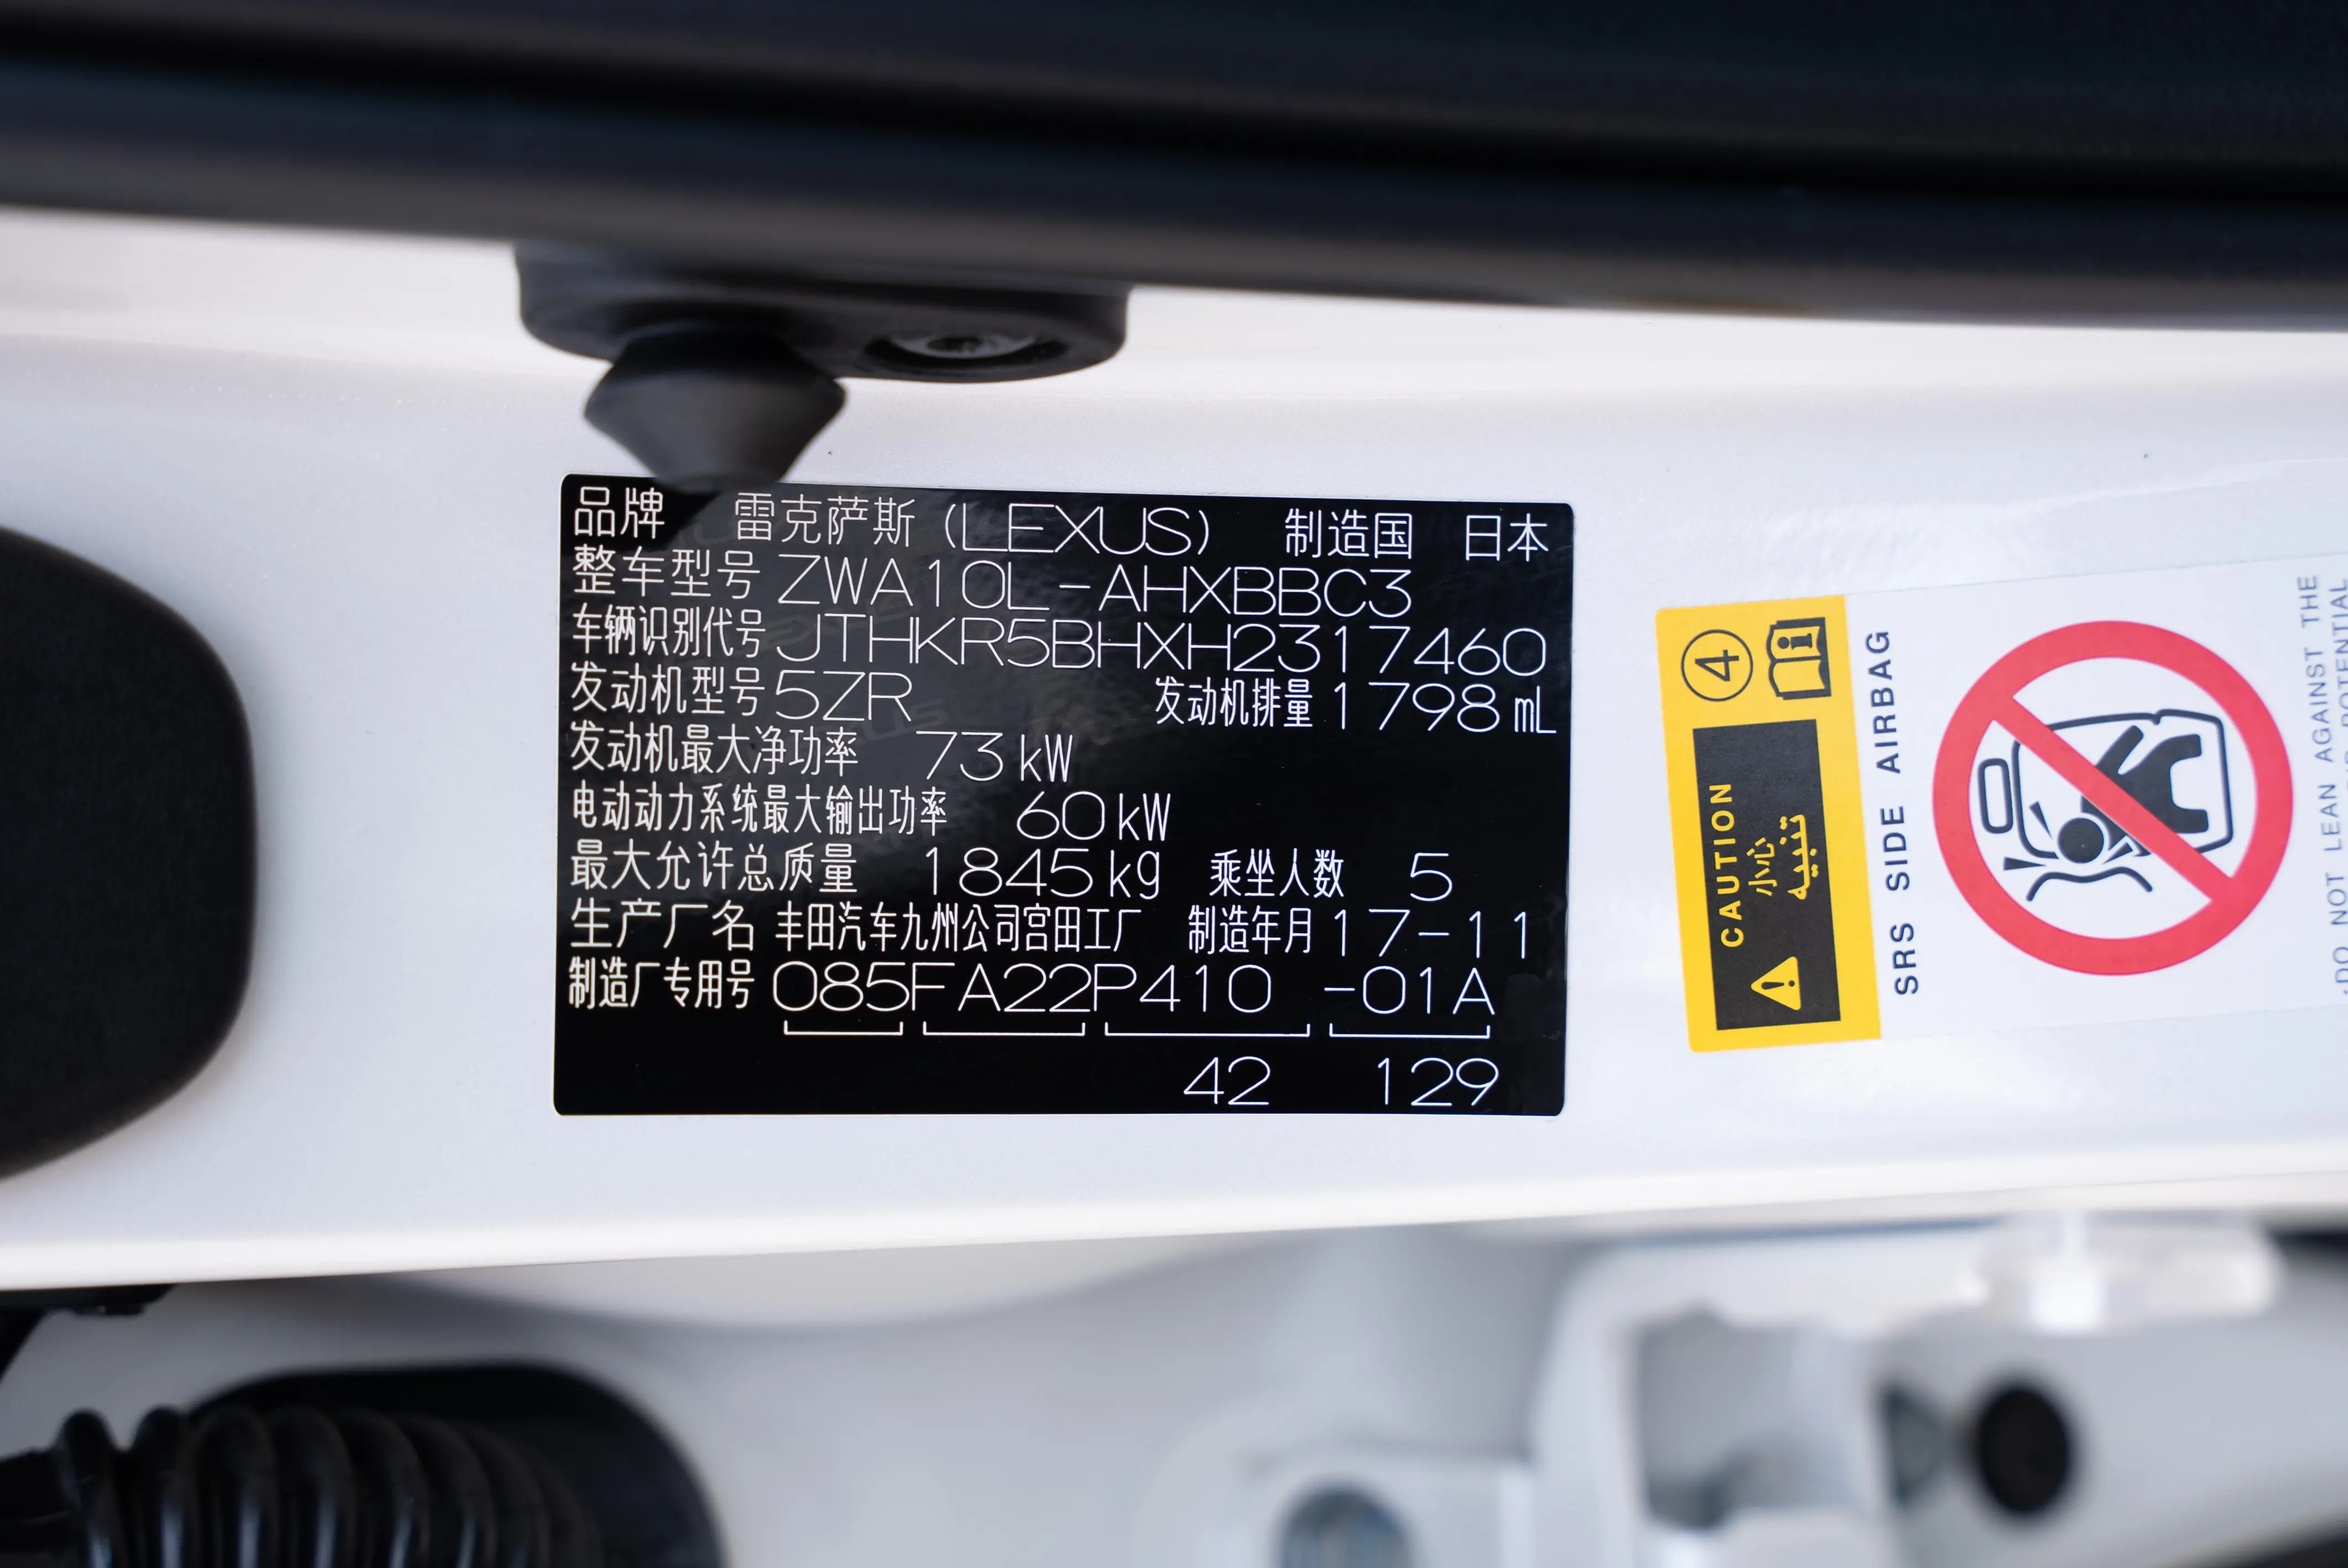 品牌 雷克萨斯 (LEXUS) 制造国 日本
整车型号 ZWA10L-AHXBBC3
车辆识别代号 JTHKR5BHXH2317460
发动机型号 5ZR 发动机排量 1798 mL
发动机最大净功率 73 kW
电动动力系统最大输出功率 60 kW
最大允许总质量 1845 kg 乘坐人数 5
生产厂名 丰田汽车九州公司宫田工厂 制造年月 17-11
制造厂专用号 085FA22P410 -01A
42 129
4
CAUTION
小心
تنبيه
SRS SIDE AIRBAG
·DO NOT LEAN AGAINST THE
POTENTIAL